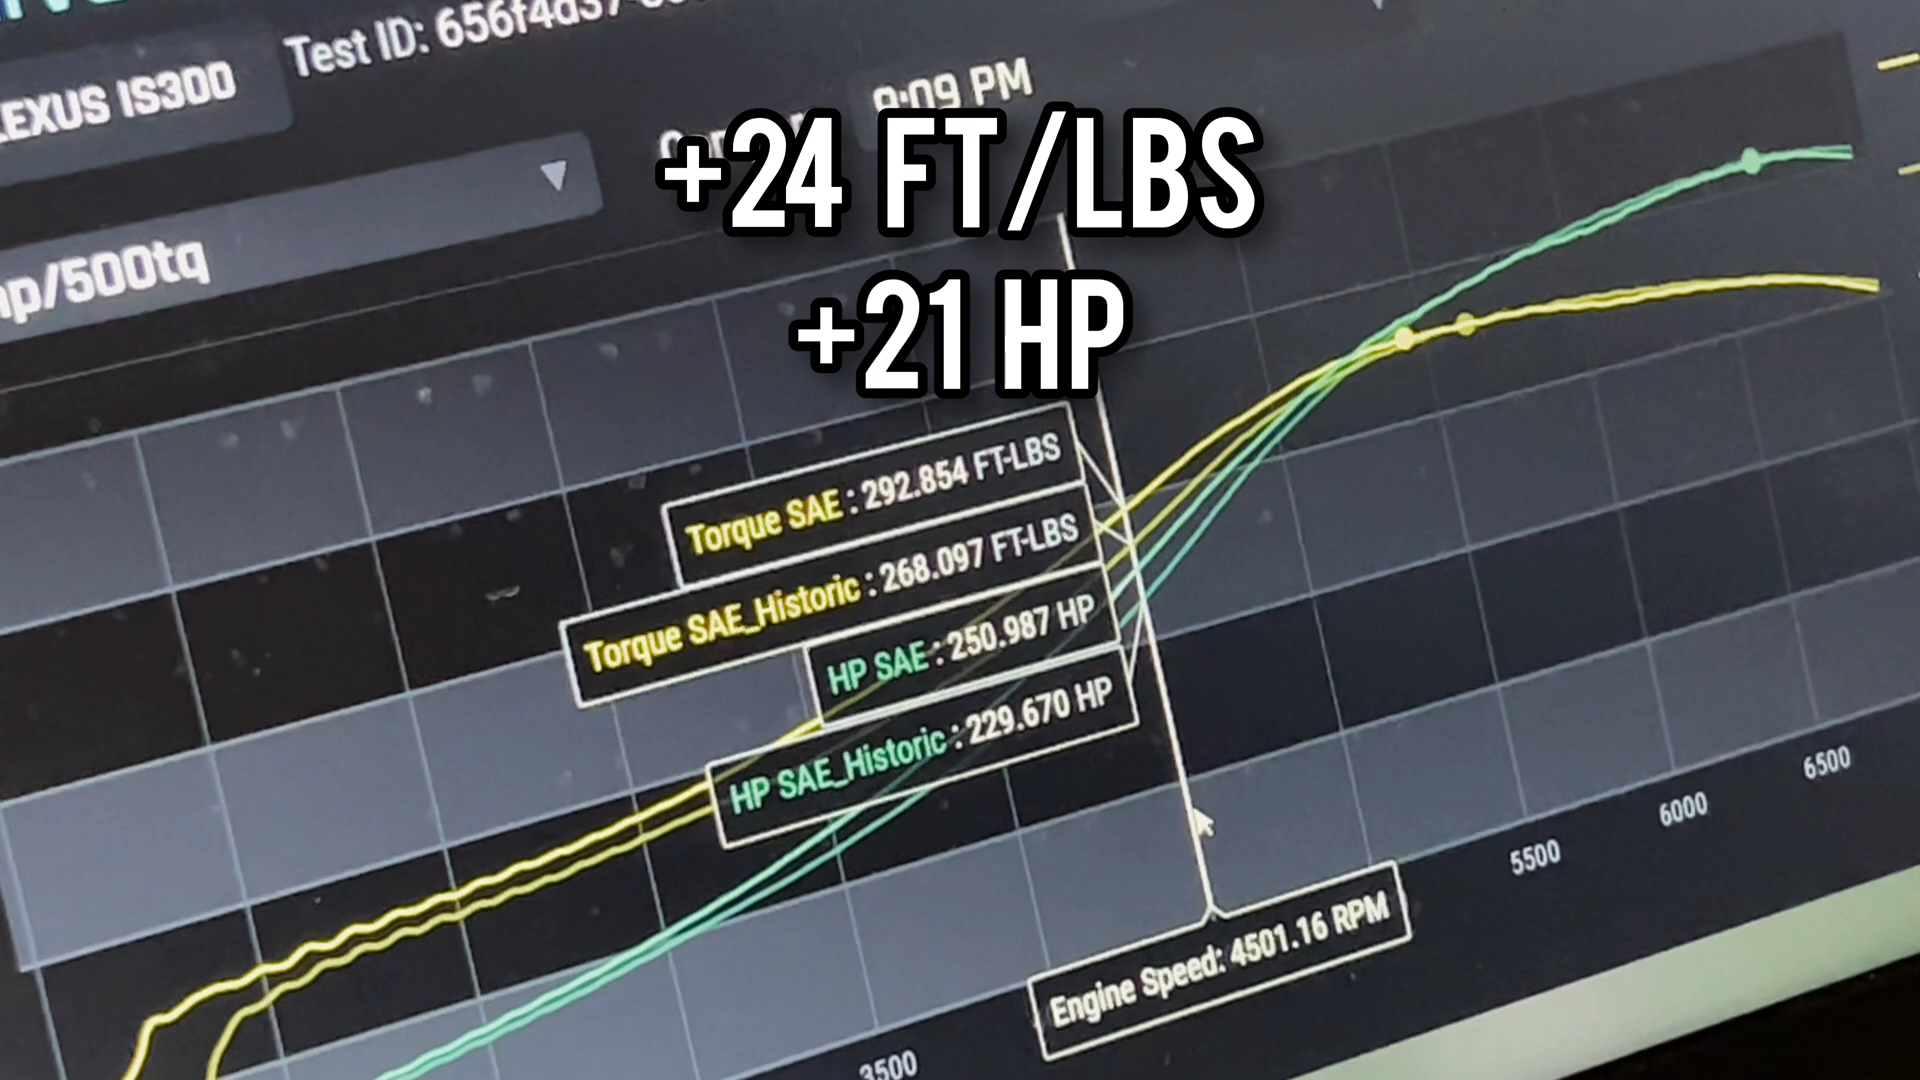 Test ID: 656f4d37
LEXUS IS300
9:09 PM
+24 FT/LBS
+21 HP
hp/500tq
Torque SAE : 292.854 FT-LBS
Torque SAE_Historic : 268.097 FT-LBS
HP SAE : 250.987 HP
HP SAE_Historic : 229.670 HP
Engine Speed: 4501.16 RPM
3500
5500
6000
6500